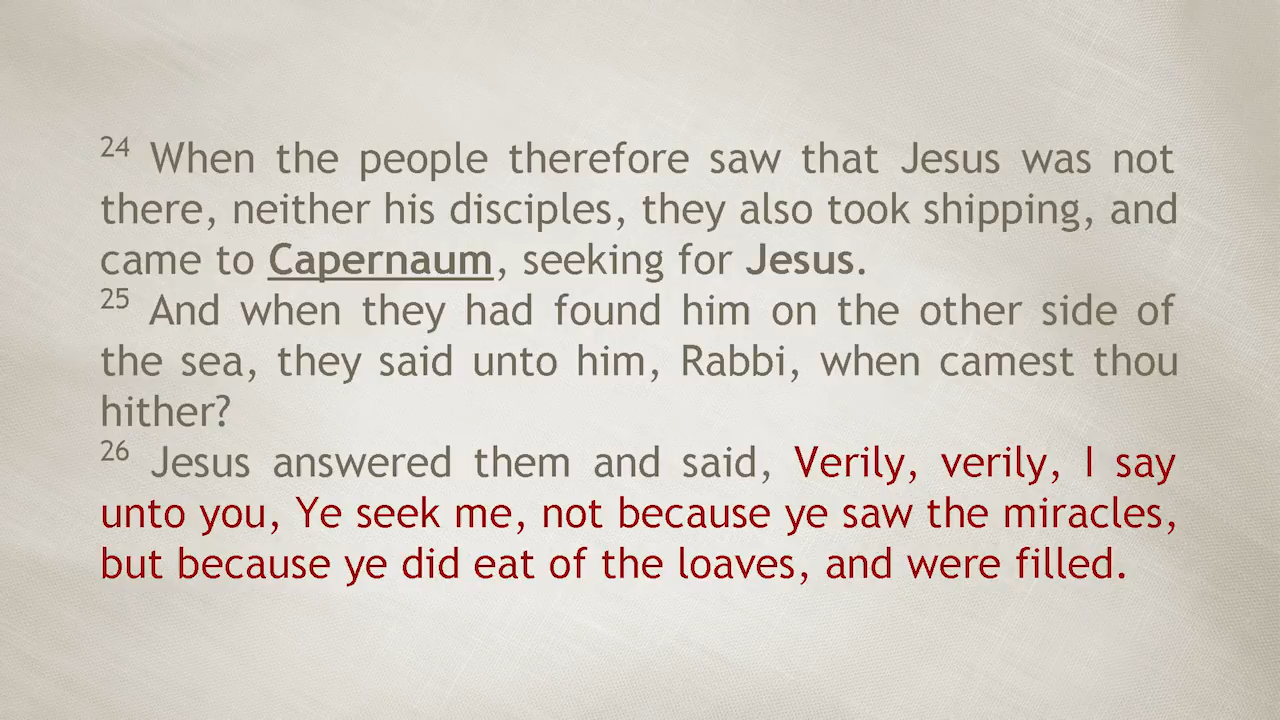 24 When the people therefore saw that Jesus was not
there, neither his disciples, they also took shipping, and
came to Capernaum, seeking for Jesus.
25 And when they had found him on the other side of
the sea, they said unto him, Rabbi, when camest thou
hither?
26 Jesus answered them and said, Verily, verily, I say
unto you, Ye seek me, not because ye saw the miracles,
but because ye did eat of the loaves, and were filled.